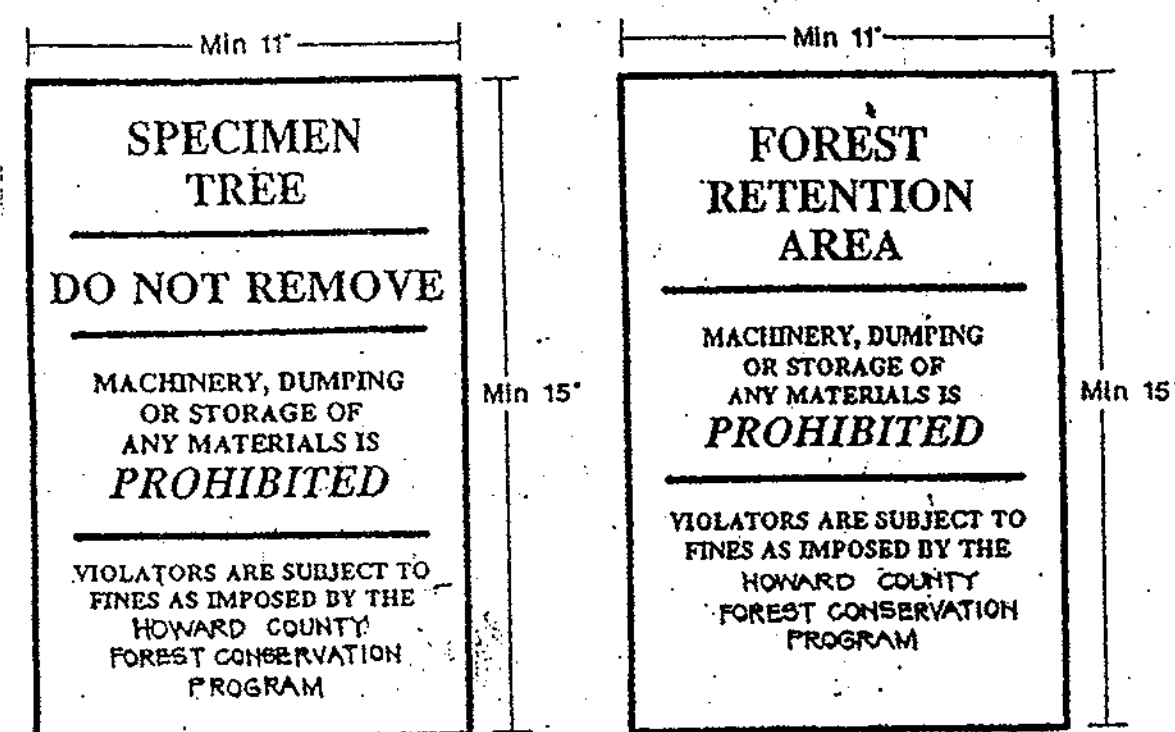 Min 11"
SPECIMEN
TREE
DO NOT REMOVE
MACHINERY, DUMPING
OR STORAGE OF
ANY MATERIALS IS
PROHIBITED
VIOLATORS ARE SUBJECT TO
FINES AS IMPOSED BY THE
HOWARD COUNTY
FOREST CONSERVATION
PROGRAM
Min 15"
Min 11"
FOREST
RETENTION
AREA
MACHINERY, DUMPING
OR STORAGE OF
ANY MATERIALS IS
PROHIBITED
VIOLATORS ARE SUBJECT TO
FINES AS IMPOSED BY THE
HOWARD COUNTY
FOREST CONSERVATION
PROGRAM
Min 15"